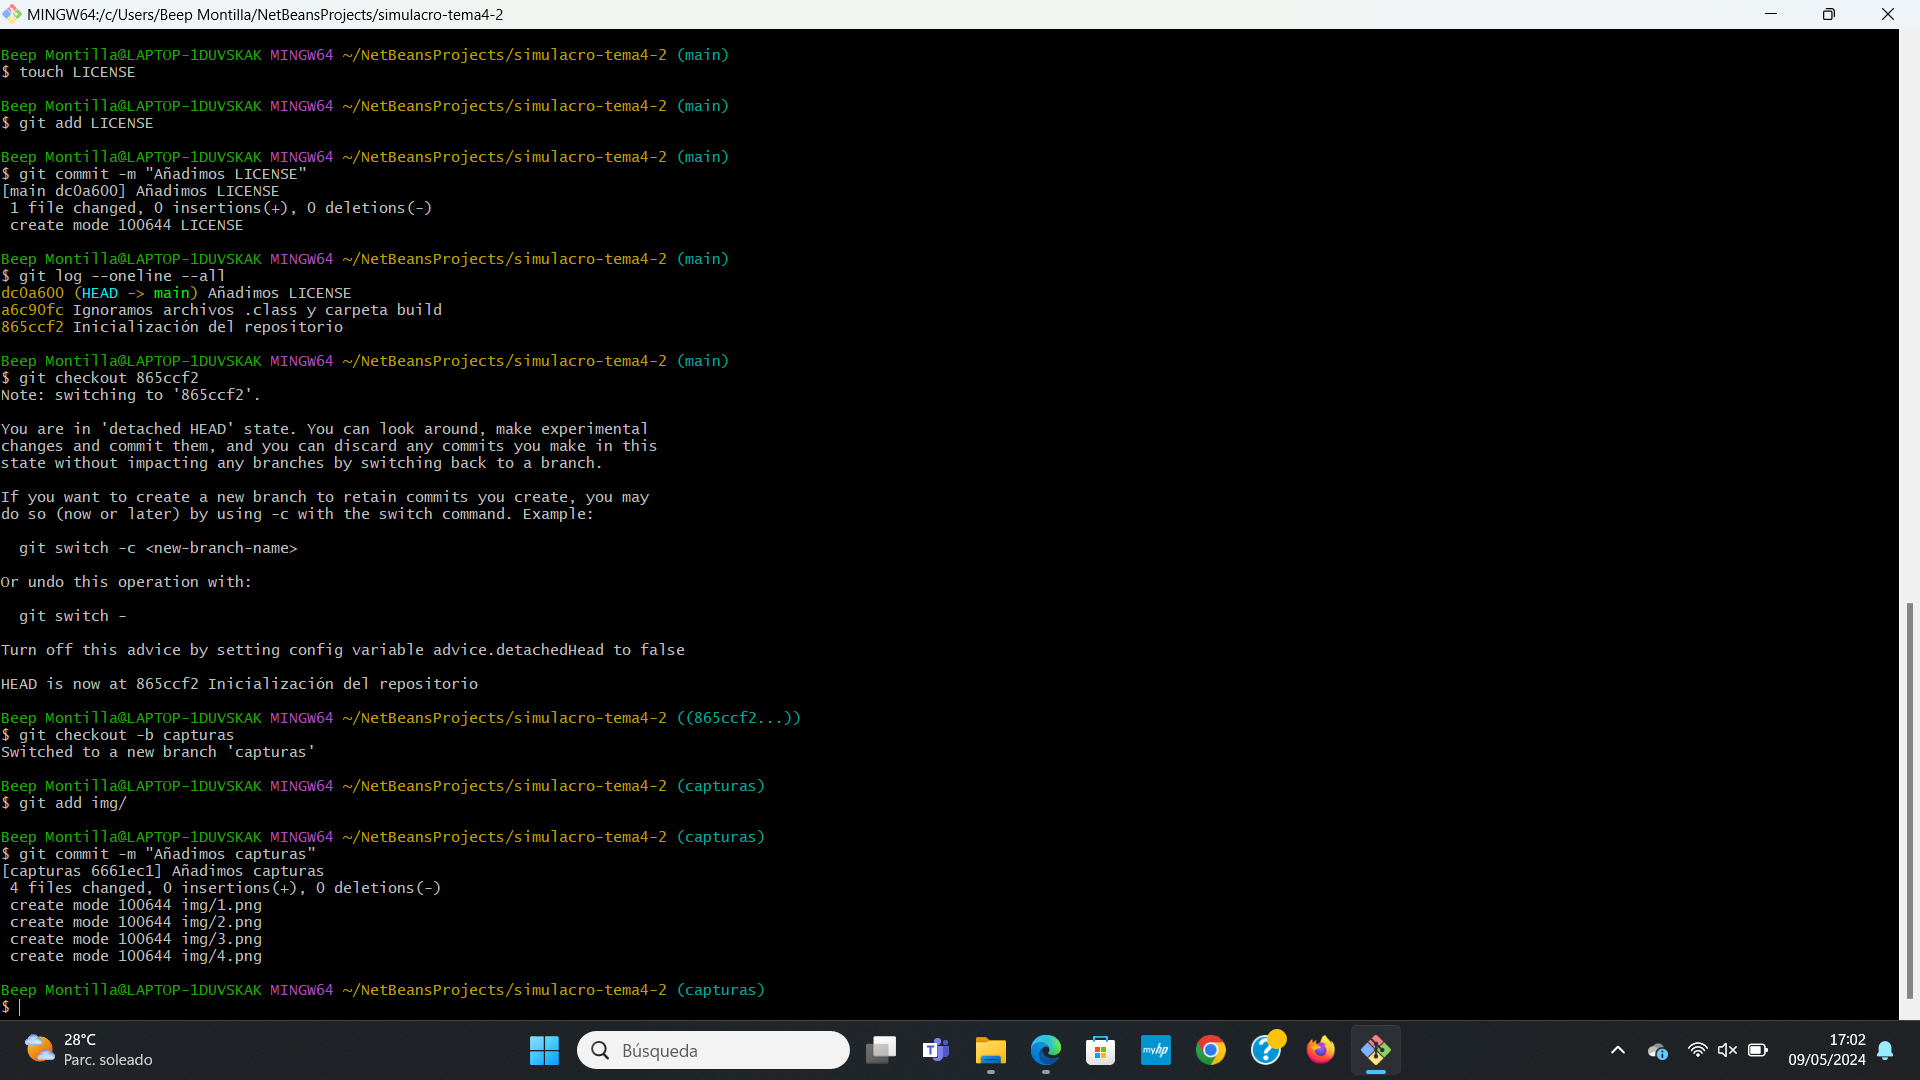 MINGW64:/c/Users/Beep Montilla/NetBeansProjects/simulacro-tema4-2
Beep Montilla@LAPTOP-1DUVSKAK MINGW64 ~/NetBeansProjects/simulacro-tema4-2 (main)
$ touch LICENSE
Beep Montilla@LAPTOP-1DUVSKAK MINGW64 ~/NetBeansProjects/simulacro-tema4-2 (main)
$ git add LICENSE
Beep Montilla@LAPTOP-1DUVSKAK MINGW64 ~/NetBeansProjects/simulacro-tema4-2 (main)
$ git commit -m "Añadimos LICENSE"
[main dc0a600] Añadimos LICENSE
1 file changed, 0 insertions(+), 0 deletions(-)
create mode 100644 LICENSE
Beep Montilla@LAPTOP-1DUVSKAK MINGW64 ~/NetBeansProjects/simulacro-tema4-2 (main)
$ git log --oneline --all
dc0a600 (HEAD -> main) Añadimos LICENSE
a6c90fc Ignoramos archivos .class y carpeta build
865ccf2 Inicialización del repositorio
Beep Montilla@LAPTOP-1DUVSKAK MINGW64 ~/NetBeansProjects/simulacro-tema4-2 (main)
$ git checkout 865ccf2
Note: switching to '865ccf2'.
You are in 'detached HEAD' state. You can look around, make experimental
changes and commit them, and you can discard any commits you make in this
state without impacting any branches by switching back to a branch.
If you want to create a new branch to retain commits you create, you may
do so (now or later) by using -c with the switch command. Example:
git switch -c <new-branch-name>
Or undo this operation with:
git switch -
Turn off this advice by setting config variable advice.detachedHead to false
HEAD is now at 865ccf2 Inicialización del repositorio
Beep Montilla@LAPTOP-1DUVSKAK MINGW64 ~/NetBeansProjects/simulacro-tema4-2 ((865ccf2...))
$ git checkout -b capturas
Switched to a new branch 'capturas'
Beep Montilla@LAPTOP-1DUVSKAK MINGW64 ~/NetBeansProjects/simulacro-tema4-2 (capturas)
$ git add img/
Beep Montilla@LAPTOP-1DUVSKAK MINGW64 ~/NetBeansProjects/simulacro-tema4-2 (capturas)
$ git commit -m "Añadimos capturas"
[capturas 6661ec1] Añadimos capturas
4 files changed, 0 insertions(+), 0 deletions(-)
create mode 100644 img/1.png
create mode 100644 img/2.png
create mode 100644 img/3.png
create mode 100644 img/4.png
Beep Montilla@LAPTOP-1DUVSKAK MINGW64 ~/NetBeansProjects/simulacro-tema4-2 (capturas)
$
28°C
Parc. soleado
Búsqueda
myhp
17:02
09/05/2024